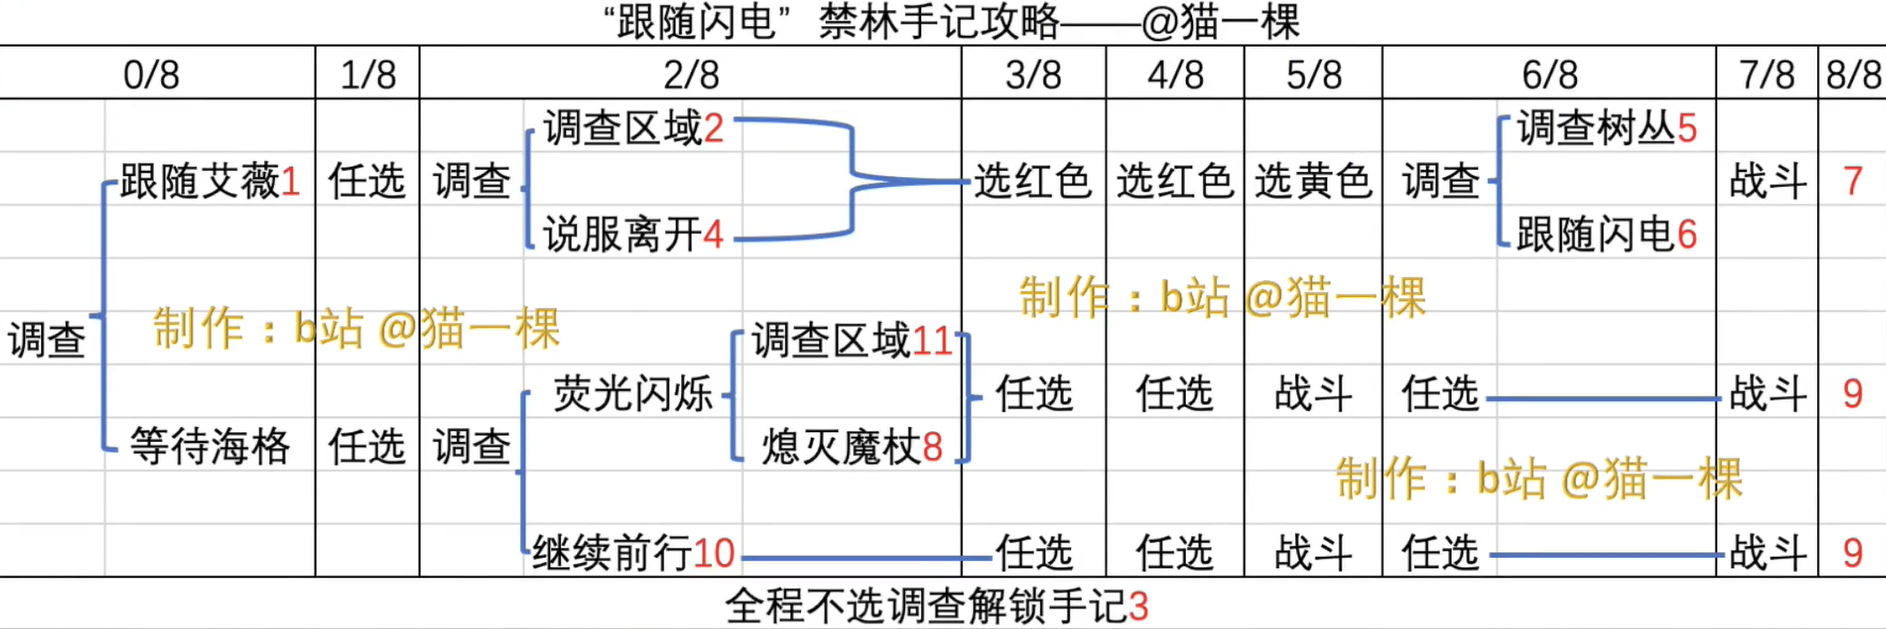 “跟随闪电” 禁林手记攻略——@猫一棵
0/8 1/8 2/8 3/8 4/8 5/8 6/8 7/8 8/8
调查区域2 调查树丛5
跟随艾薇1 任选 调查 选红色 选红色 选黄色 调查 战斗 7
说服离开4 跟随闪电6
制作：b站 @猫一棵
制作：b站 @猫一棵
调查 调查区域11
荧光闪烁 任选 任选 战斗 任选 战斗 9
等待海格 任选 调查 熄灭魔杖8
制作：b站 @猫一棵
继续前行10 任选 任选 战斗 任选 战斗 9
全程不选调查解锁手记3